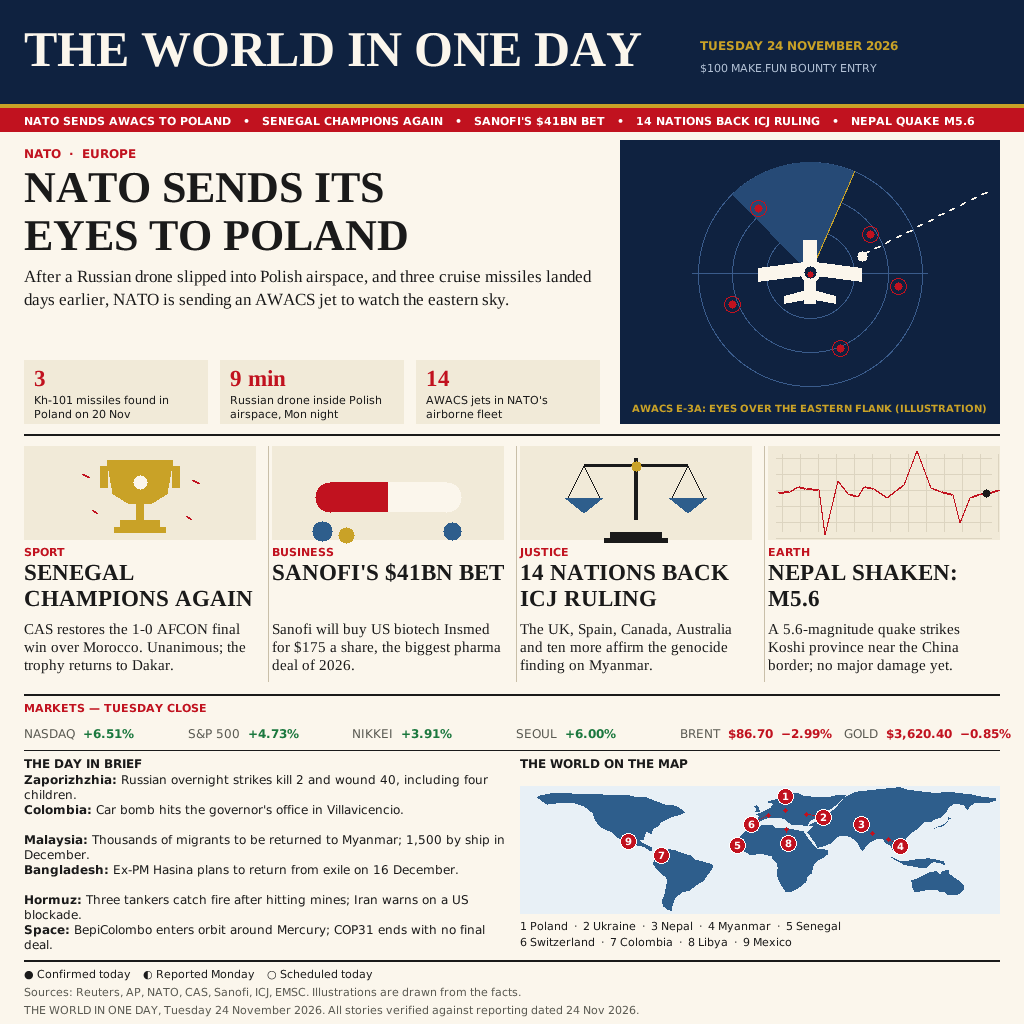 THE WORLD IN ONE DAY
TUESDAY 24 NOVEMBER 2026
$100 MAKE.FUN BOUNTY ENTRY
NATO SENDS AWACS TO POLAND • SENEGAL CHAMPIONS AGAIN • SANOFI'S $41BN BET • 14 NATIONS BACK ICJ RULING • NEPAL QUAKE M5.6
NATO · EUROPE
NATO SENDS ITS
EYES TO POLAND
After a Russian drone slipped into Polish airspace, and three cruise missiles landed
days earlier, NATO is sending an AWACS jet to watch the eastern sky.
3
Kh-101 missiles found in
Poland on 20 Nov
9 min
Russian drone inside Polish
airspace, Mon night
14
AWACS jets in NATO's
airborne fleet
AWACS E-3A: EYES OVER THE EASTERN FLANK (ILLUSTRATION)
SPORT
SENEGAL
CHAMPIONS AGAIN
CAS restores the 1-0 AFCON final
win over Morocco. Unanimous; the
trophy returns to Dakar.
BUSINESS
SANOFI'S $41BN BET
Sanofi will buy US biotech Insmed
for $175 a share, the biggest pharma
deal of 2026.
JUSTICE
14 NATIONS BACK
ICJ RULING
The UK, Spain, Canada, Australia
and ten more affirm the genocide
finding on Myanmar.
EARTH
NEPAL SHAKEN:
M5.6
A 5.6-magnitude quake strikes
Koshi province near the China
border; no major damage yet.
MARKETS — TUESDAY CLOSE
NASDAQ +6.51% S&P 500 +4.73% NIKKEI +3.91% SEOUL +6.00% BRENT $86.70 −2.99% GOLD $3,620.40 −0.85%
THE DAY IN BRIEF
Zaporizhzhia: Russian overnight strikes kill 2 and wound 40, including four
children.
Colombia: Car bomb hits the governor's office in Villavicencio.
Malaysia: Thousands of migrants to be returned to Myanmar; 1,500 by ship in
December.
Bangladesh: Ex-PM Hasina plans to return from exile on 16 December.
Hormuz: Three tankers catch fire after hitting mines; Iran warns on a US
blockade.
Space: BepiColombo enters orbit around Mercury; COP31 ends with no final
deal.
THE WORLD ON THE MAP
1
2
3
4
5
6
7
8
9
1 Poland · 2 Ukraine · 3 Nepal · 4 Myanmar · 5 Senegal
6 Switzerland · 7 Colombia · 8 Libya · 9 Mexico
● Confirmed today ◐ Reported Monday ○ Scheduled today
Sources: Reuters, AP, NATO, CAS, Sanofi, ICJ, EMSC. Illustrations are drawn from the facts.
THE WORLD IN ONE DAY, Tuesday 24 November 2026. All stories verified against reporting dated 24 Nov 2026.